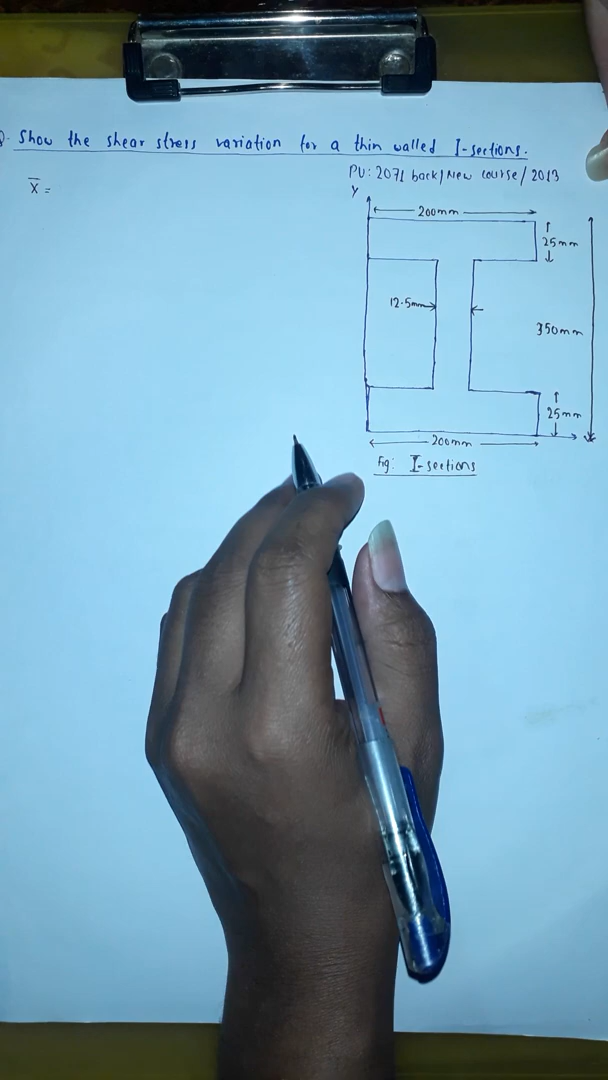 Q. Show the shear stress variation for a thin walled I-sections.
PU: 2071 back/New course/2013
x̄ =
Y
200mm
25mm
12.5mm
350mm
25mm
200mm
Fig: I-sections